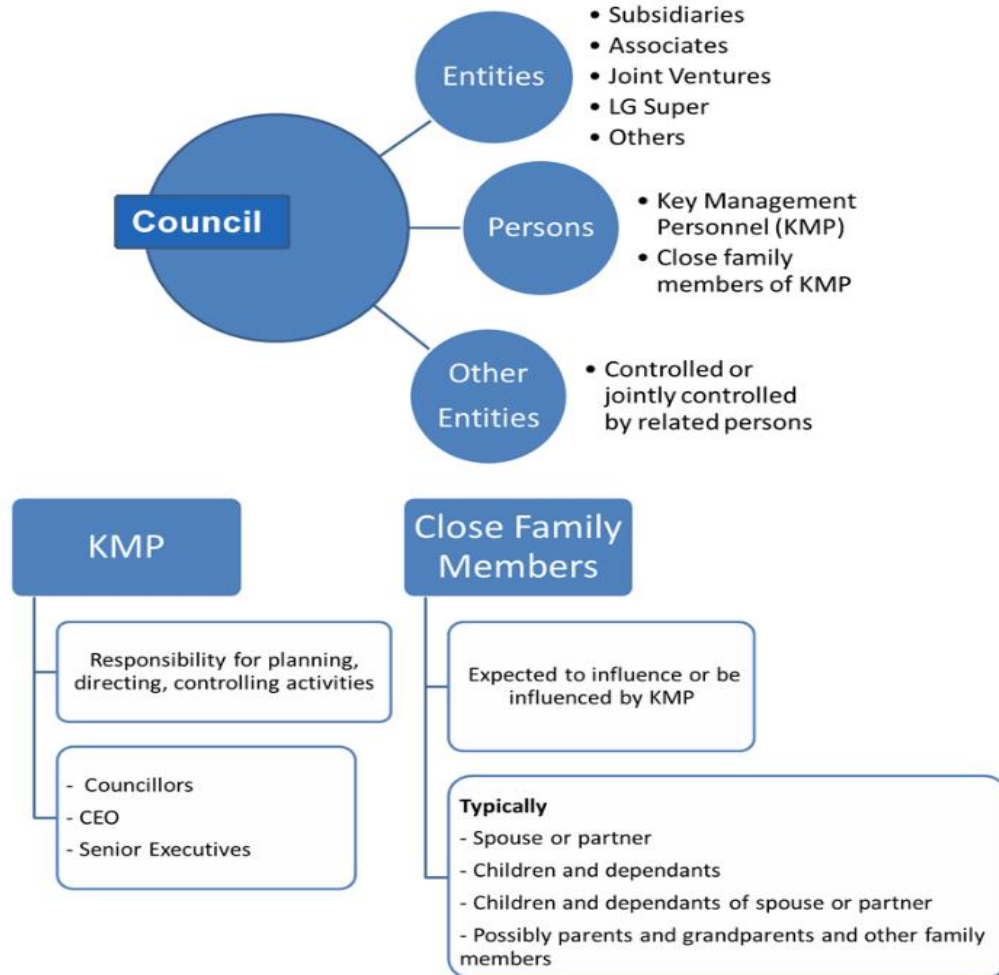 • Subsidiaries
• Associates
• Joint Ventures
• LG Super
• Others
Entities
Council
Persons
• Key Management
Personnel (KMP)
• Close family
members of KMP
Other
Entities
• Controlled or
jointly controlled
by related persons
KMP
Responsibility for planning,
directing, controlling activities
- Councillors
- CEO
- Senior Executives
Close Family
Members
Expected to influence or be
influenced by KMP
Typically
- Spouse or partner
- Children and dependants
- Children and dependants of spouse or partner
- Possibly parents and grandparents and other family
members